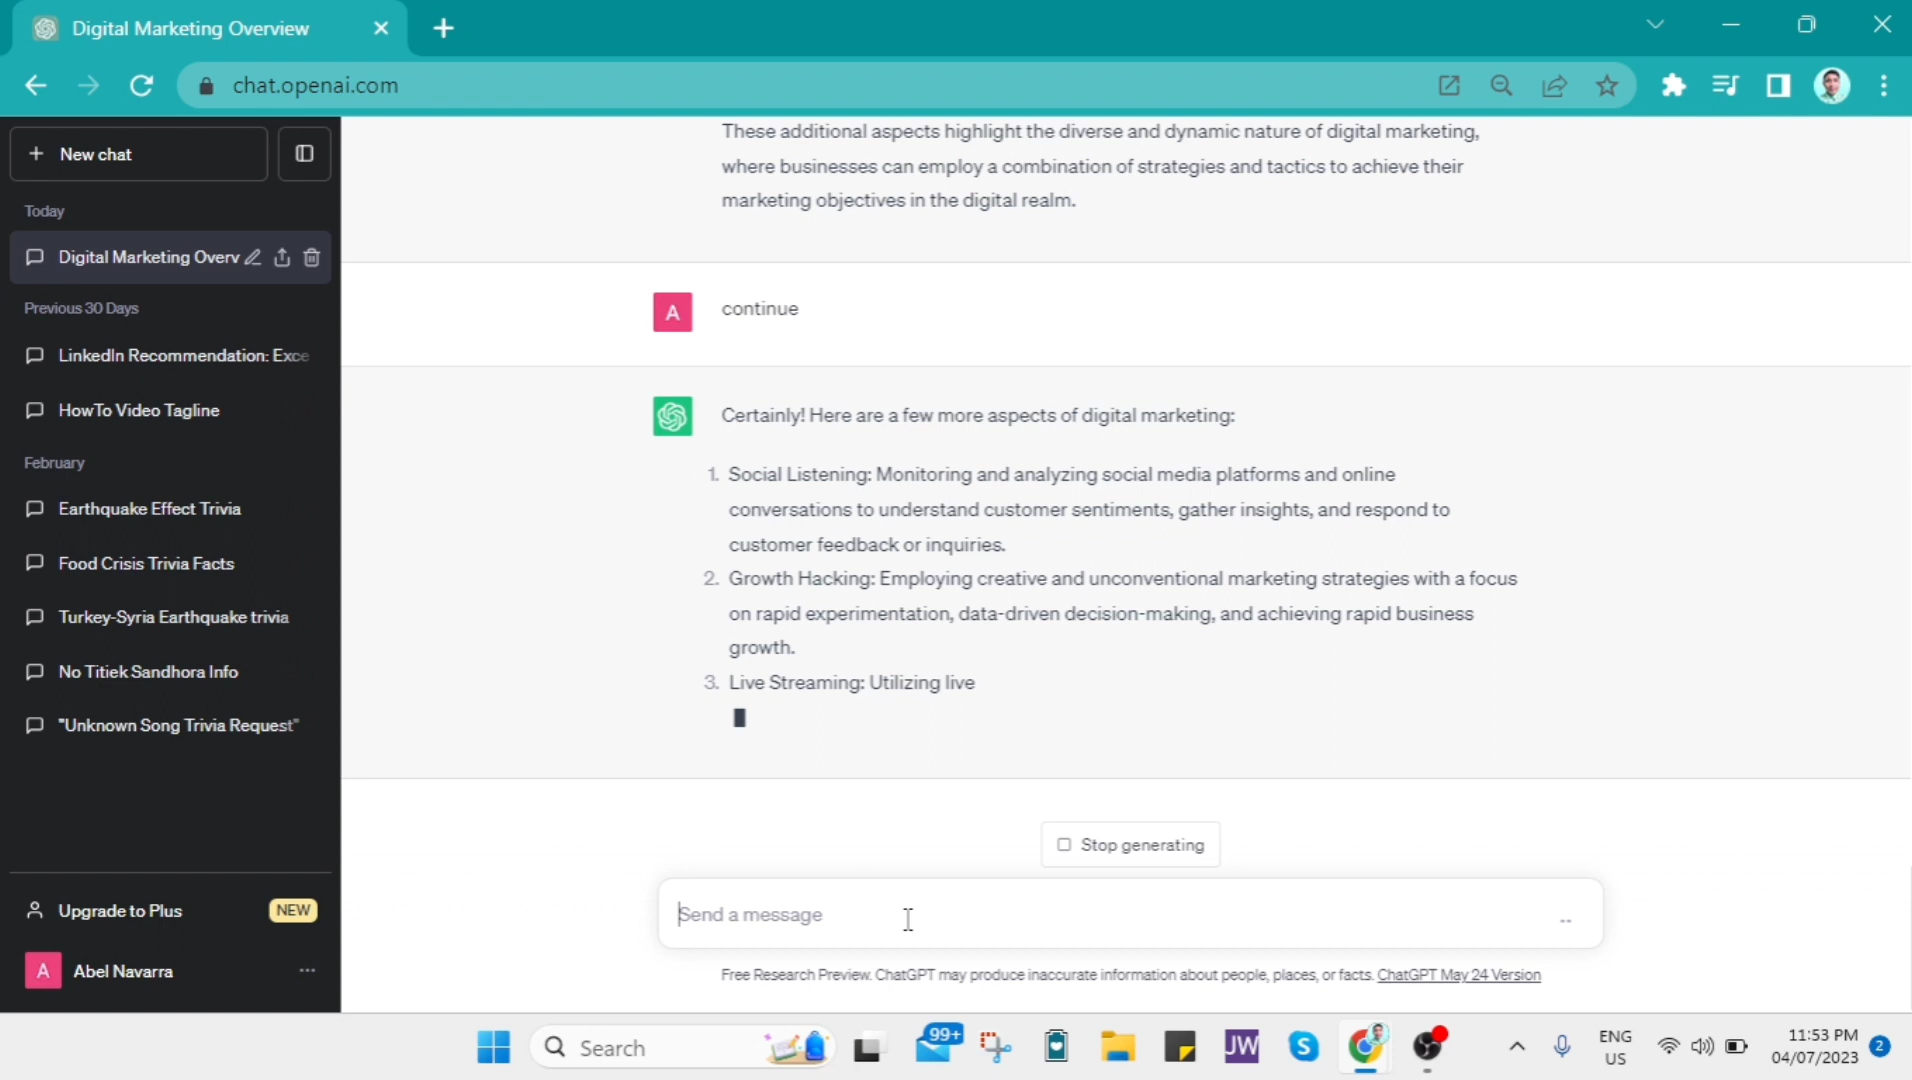 Digital Marketing Overview
chat.openai.com
New chat
Today
Digital Marketing Overv
Previous 30 Days
LinkedIn Recommendation: Exce
HowTo Video Tagline
February
Earthquake Effect Trivia
Food Crisis Trivia Facts
Turkey-Syria Earthquake trivia
No Titiek Sandhora Info
"Unknown Song Trivia Request"
Upgrade to Plus NEW
A Abel Navarra
These additional aspects highlight the diverse and dynamic nature of digital marketing,
where businesses can employ a combination of strategies and tactics to achieve their
marketing objectives in the digital realm.
A continue
Certainly! Here are a few more aspects of digital marketing:
1. Social Listening: Monitoring and analyzing social media platforms and online
conversations to understand customer sentiments, gather insights, and respond to
customer feedback or inquiries.
2. Growth Hacking: Employing creative and unconventional marketing strategies with a focus
on rapid experimentation, data-driven decision-making, and achieving rapid business
growth.
3. Live Streaming: Utilizing live
Stop generating
Send a message
Free Research Preview. ChatGPT may produce inaccurate information about people, places, or facts. ChatGPT May 24 Version
Search
99+
JW
S
ENG
US
11:53 PM
04/07/2023
2